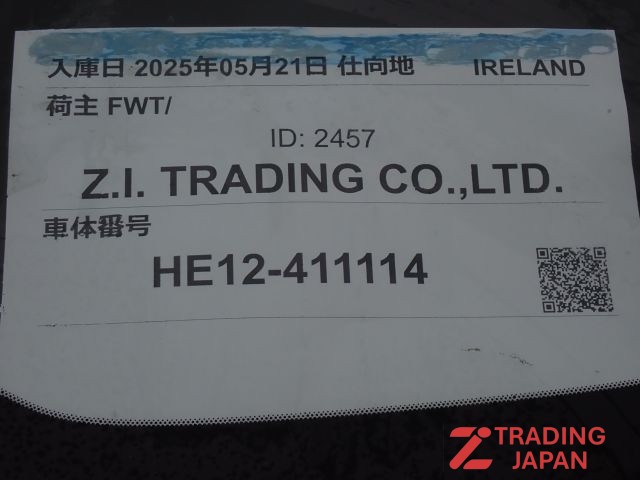 入庫日 2025年05月21日 仕向地 IRELAND
荷主 FWT/
ID: 2457
Z.I. TRADING CO.,LTD.
車体番号
HE12-411114
TRADING
JAPAN